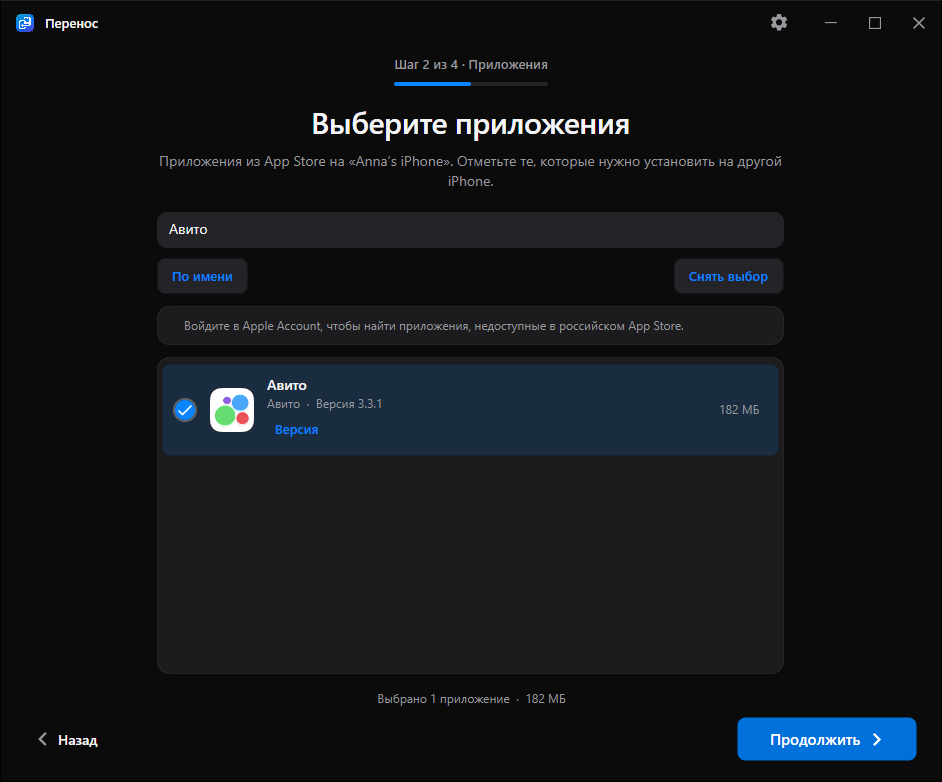 Перенос
Шаг 2 из 4 · Приложения
Выберите приложения
Приложения из App Store на «Anna’s iPhone». Отметьте те, которые нужно установить на другой
iPhone.
Авито
По имени
Снять выбор
Войдите в Apple Account, чтобы найти приложения, недоступные в российском App Store.
Авито
Авито · Версия 3.3.1
182 МБ
Версия
Выбрано 1 приложение · 182 МБ
Назад
Продолжить